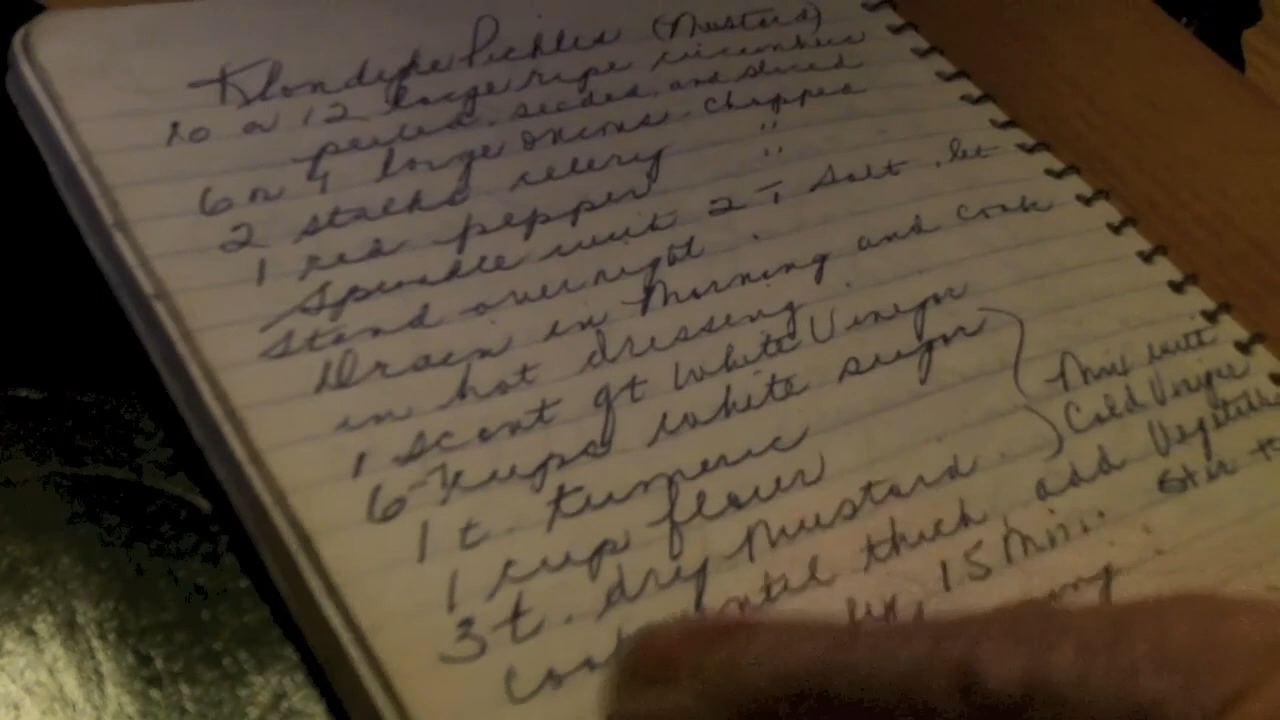 Klondyke Pickles (Mustard)
10 or 12 large ripe cucumbers
peeled, seeded and sliced
6 or 4 large onions - chopped
2 stalks celery "
1 red pepper "
Sprinkle with 2 T Salt, let
stand overnight.
Drain in Morning and cook
in hot dressing.
1 scant qt White Vinegar
6 cups white sugar
1 t. tumeric
1 cup flour
3 t. dry Mustard.
Mix with
Cold Vinegar
until thick, add Vegetables
Stir
15 Min.